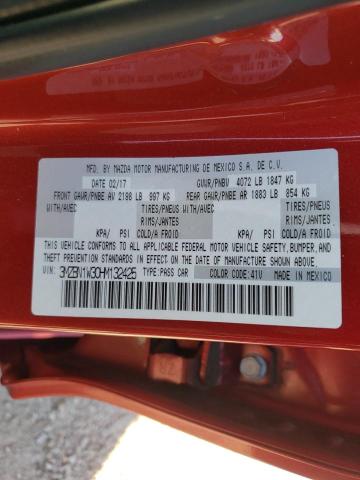 MFD. BY MAZDA MOTOR MANUFACTURING DE MEXICO S.A. DE C.V.
DATE 02/17 GVWR/PNBV 4072 LB 1847 KG
FRONT GAWR/PNBE AV 2198 LB 997 KG REAR GAWR/PNBE AR 1883 LB 854 KG
WITH/AVEC TIRES/PNEUS WITH/AVEC TIRES/PNEUS
RIMS/JANTES RIMS/JANTES
KPA/ PSI COLD/A FROID KPA/ PSI COLD/A FROID
THIS VEHICLE CONFORMS TO ALL APPLICABLE FEDERAL MOTOR VEHICLE SAFETY, BUMPER, AND
THEFT PREVENTION STANDARDS IN EFFECT ON THE DATE OF MANUFACTURE SHOWN ABOVE.
VIN: 3MZBN1W30HM132425 TYPE: PASS CAR COLOR CODE: 41V MADE IN MEXICO